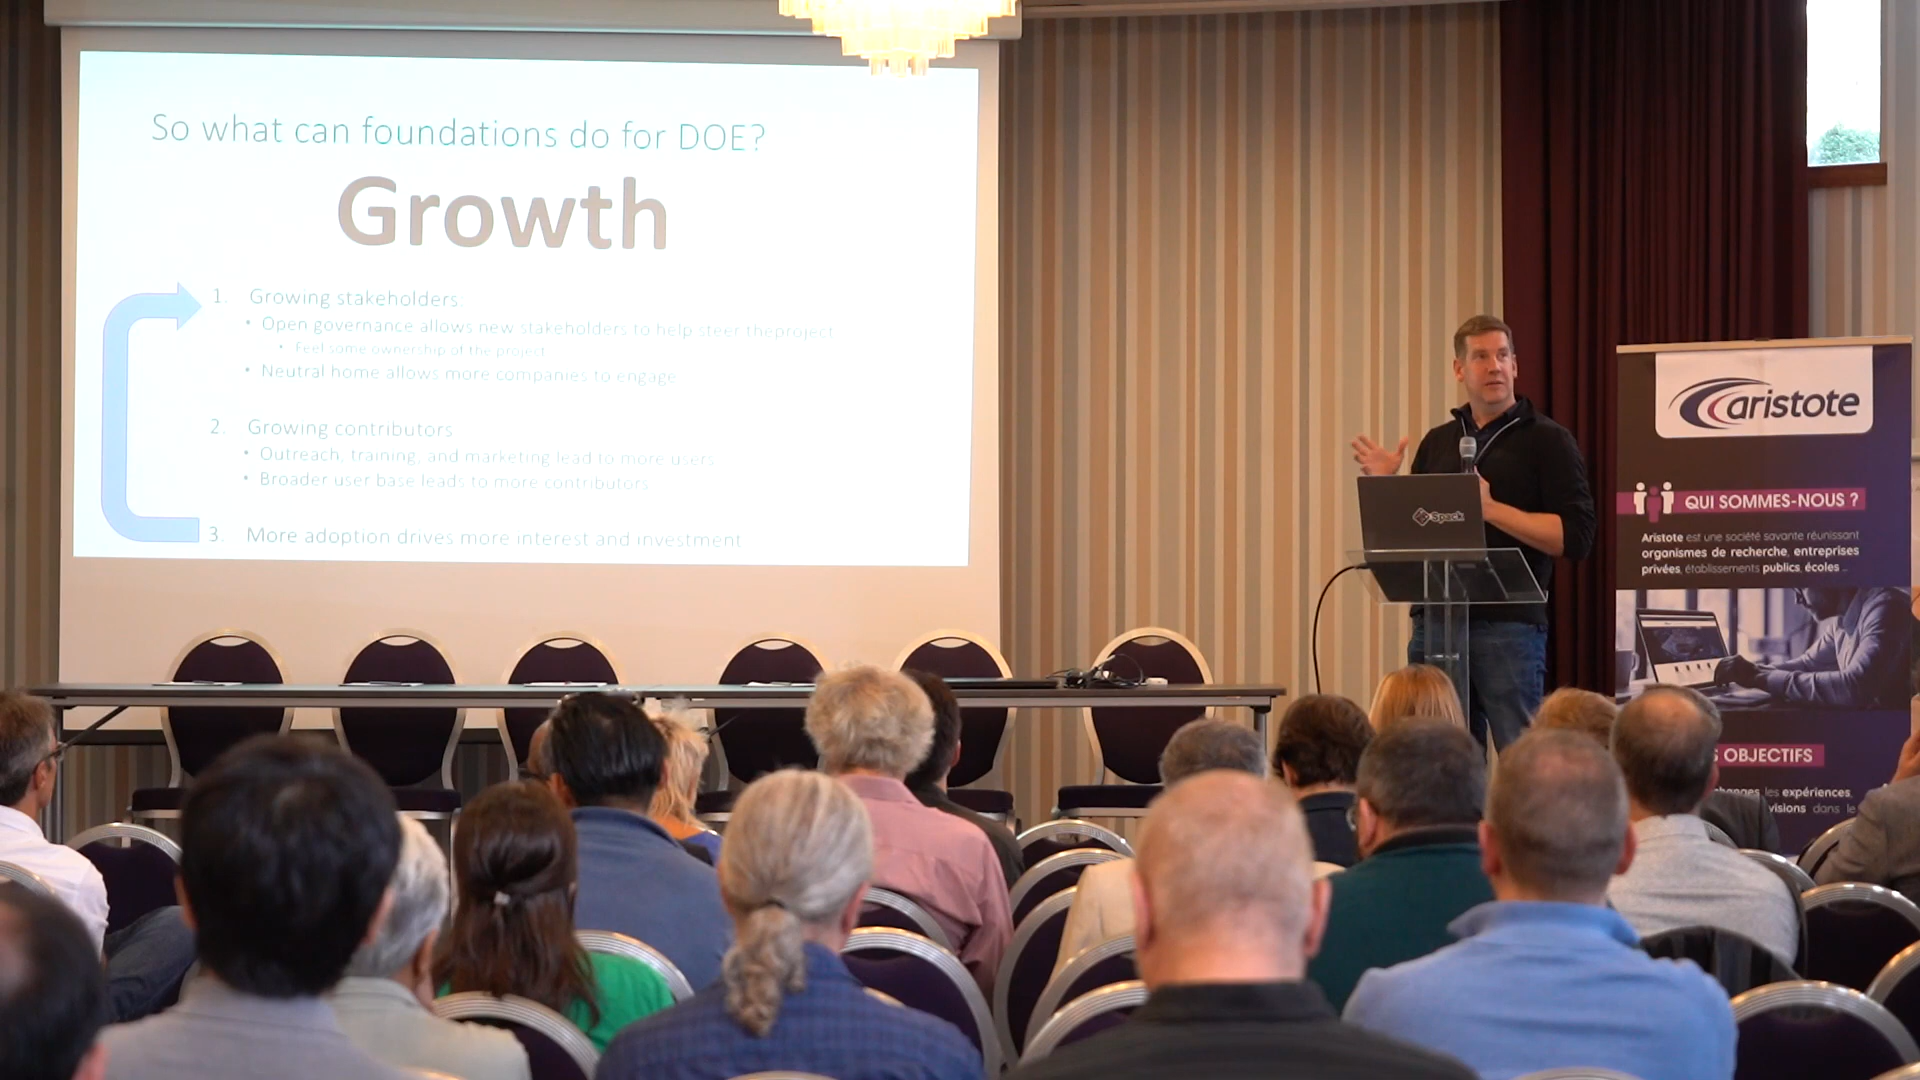 So what can foundations do for DOE?
Growth
1. Growing stakeholders:
• Open governance allows new stakeholders to help steer theproject
• Feel some ownership of the project
• Neutral home allows more companies to engage
2. Growing contributors
• Outreach, training, and marketing lead to more users
• Broader user base leads to more contributors
3. More adoption drives more interest and investment
Spack
aristote
QUI SOMMES-NOUS ?
Aristote est une société savante réunissant
organismes de recherche, entreprises
privées, établissements publics, écoles ...
OBJECTIFS
les expériences,
visions dans le